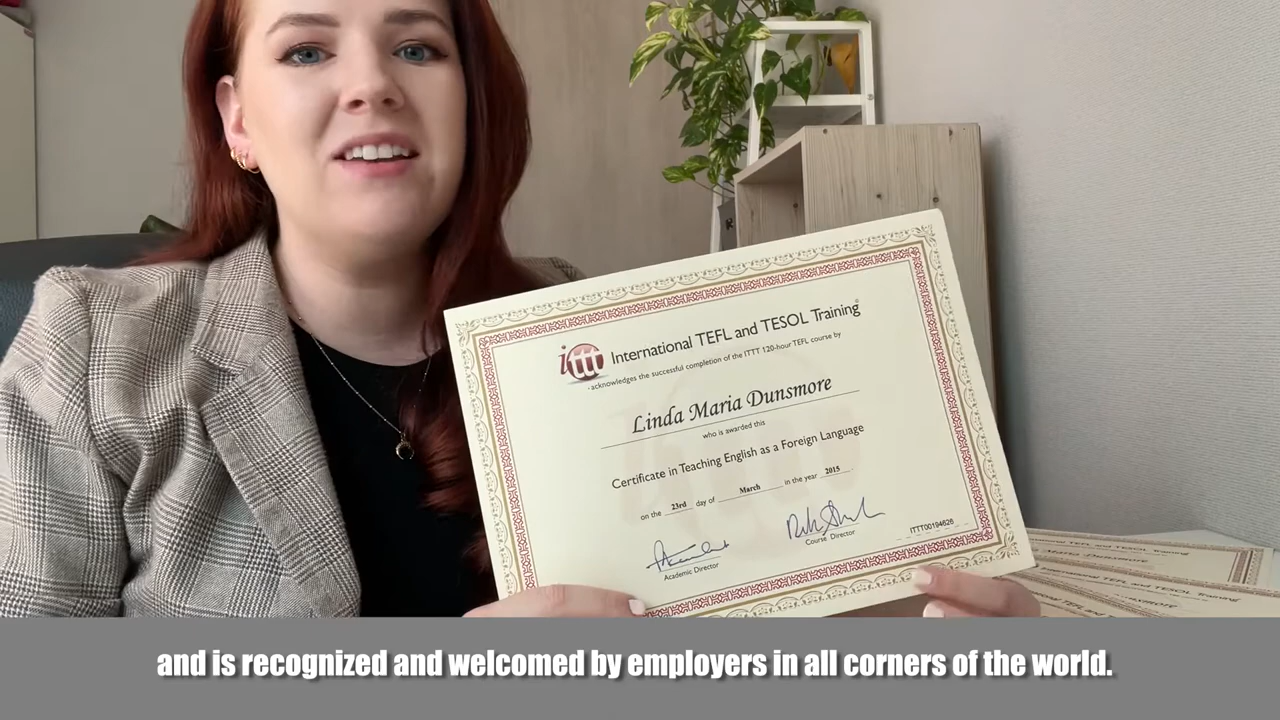 ittt International TEFL and TESOL Training®
acknowledges the successful completion of the ITTT 120-hour TEFL course by
Linda Maria Dunsmore
who is awarded this
Certificate in Teaching English as a Foreign Language
on the 23rd day of March in the year 2015
Academic Director Course Director
ITTT00194626
and is recognized and welcomed by employers in all corners of the world.